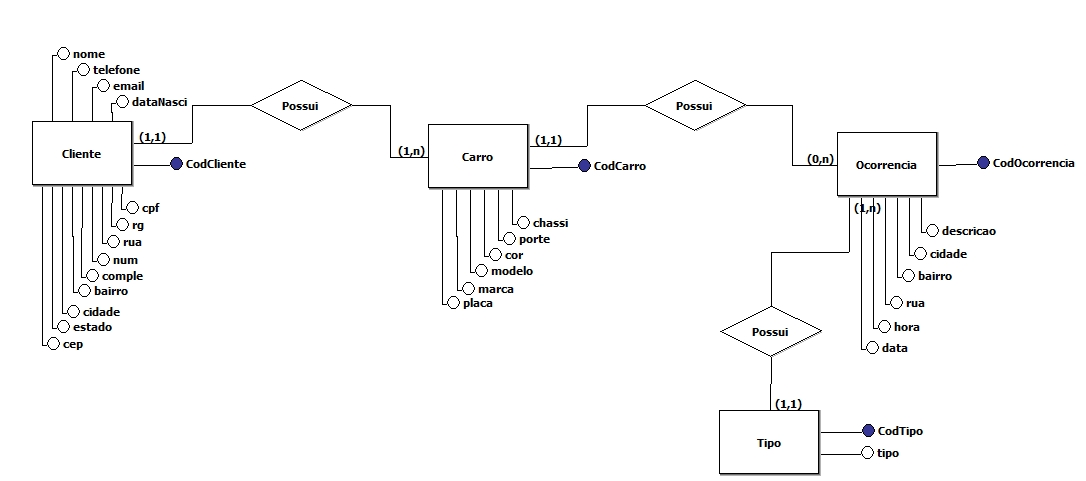 nome
telefone
email
dataNasci
Cliente
(1,1)
CodCliente
cpf
rg
rua
num
comple
bairro
cidade
estado
cep
Possui
(1,n)
Carro
(1,1)
CodCarro
chassi
porte
cor
modelo
marca
placa
Possui
(0,n)
Ocorrencia
CodOcorrencia
(1,n)
descricao
cidade
bairro
rua
hora
data
Possui
(1,1)
Tipo
CodTipo
tipo